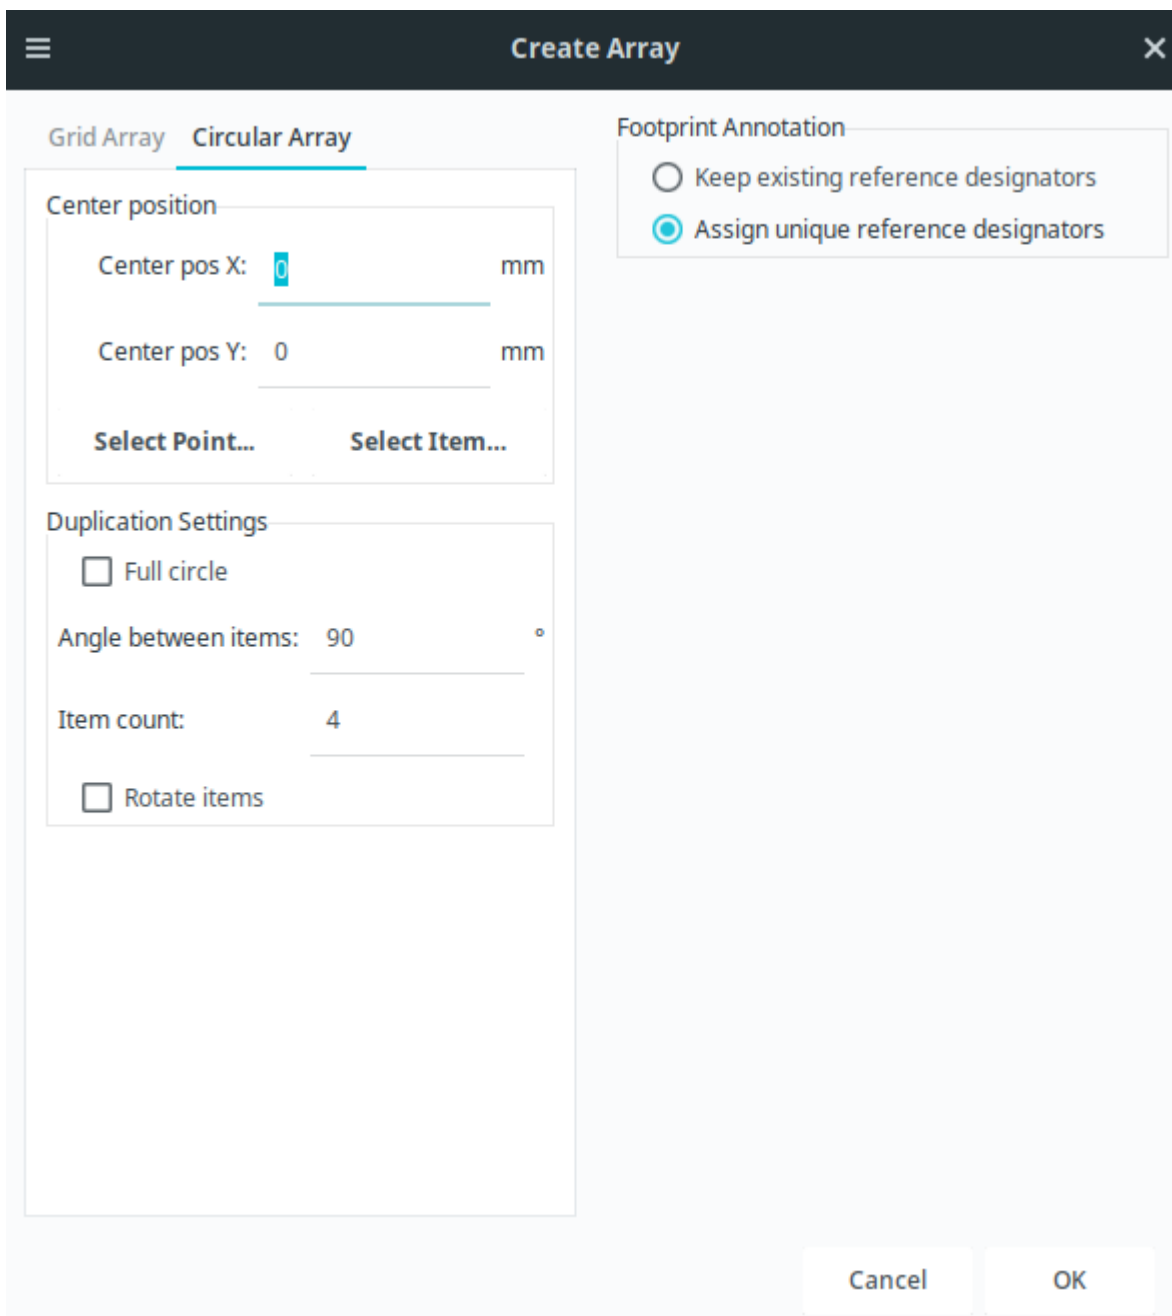 Create Array
Grid Array Circular Array
Center position
Center pos X: 0 mm
Center pos Y: 0 mm
Select Point... Select Item...
Duplication Settings
Full circle
Angle between items: 90 °
Item count: 4
Rotate items
Footprint Annotation
Keep existing reference designators
Assign unique reference designators
Cancel OK